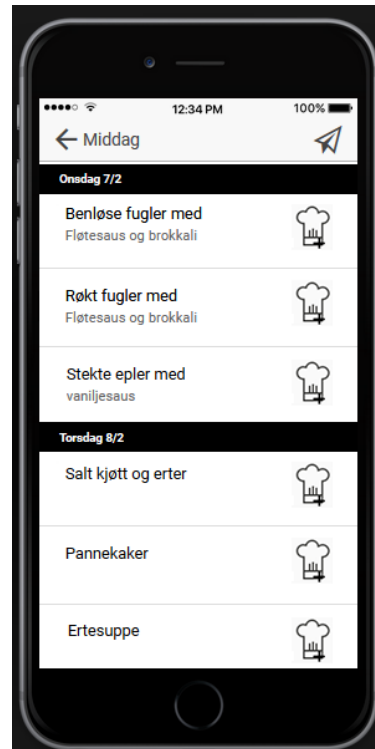 12:34 PM
100%
Middag
Onsdag 7/2
Benløse fugler med
Fløtesaus og brokkali
Røkt fugler med
Fløtesaus og brokkali
Stekte epler med
vaniljesaus
Torsdag 8/2
Salt kjøtt og erter
Pannekaker
Ertesuppe